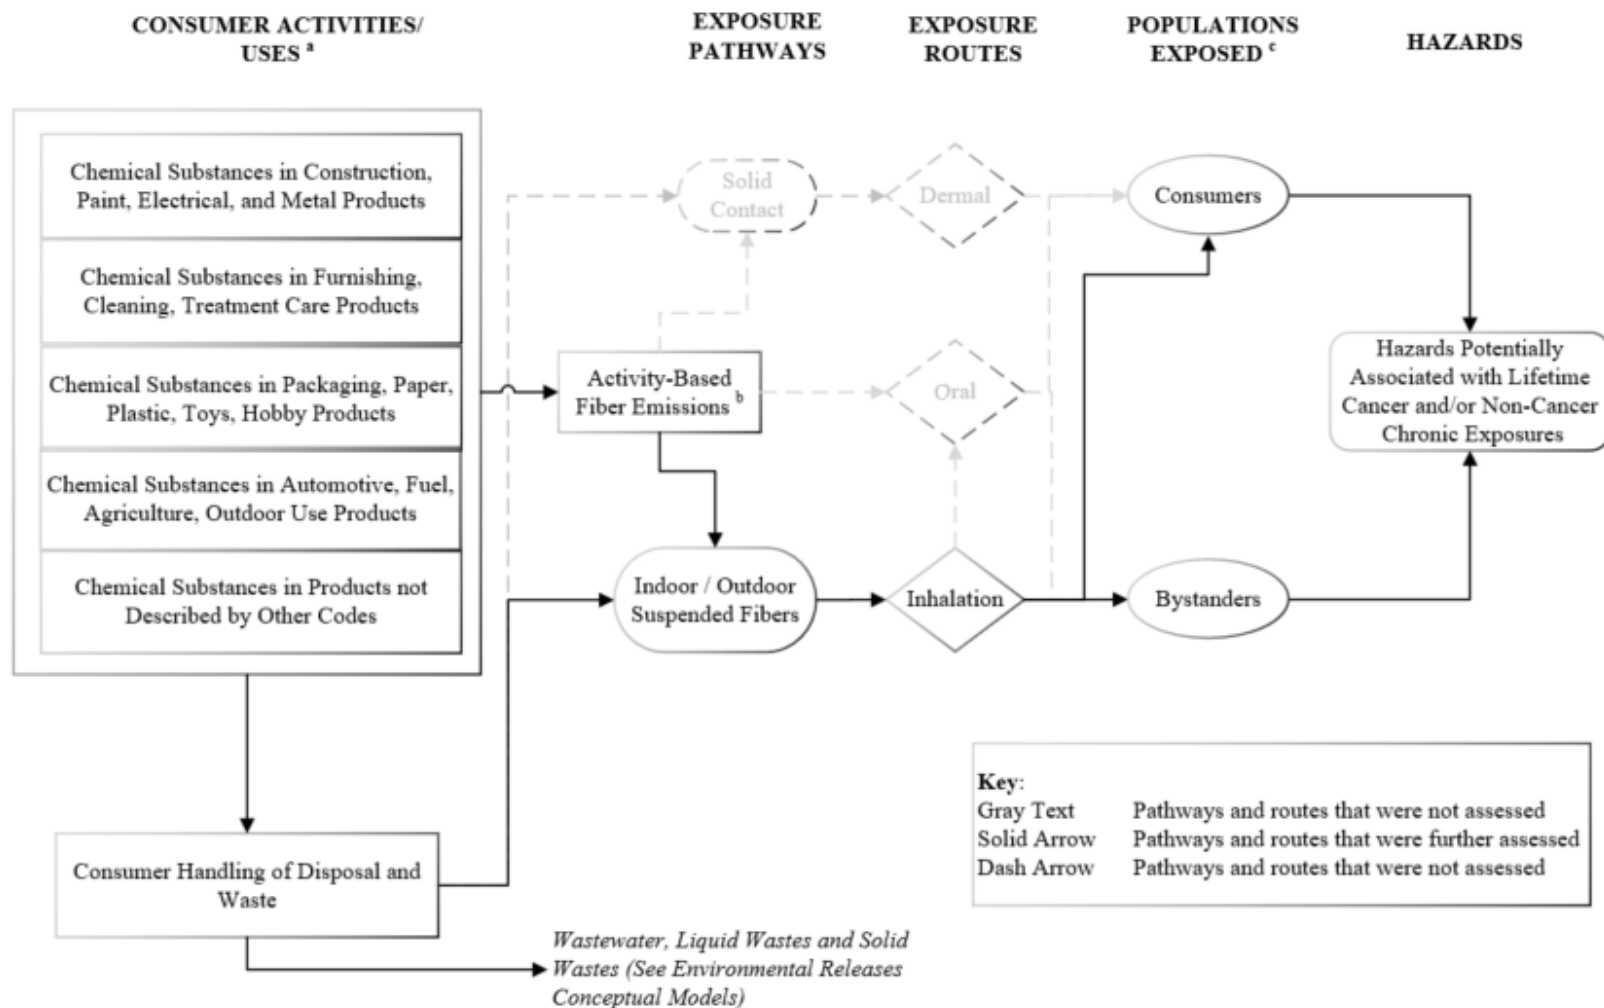 CONSUMER ACTIVITIES/
USES ᵃ
EXPOSURE
PATHWAYS
EXPOSURE
ROUTES
POPULATIONS
EXPOSED ᶜ
HAZARDS
Chemical Substances in Construction,
Paint, Electrical, and Metal Products
Chemical Substances in Furnishing,
Cleaning, Treatment Care Products
Chemical Substances in Packaging, Paper,
Plastic, Toys, Hobby Products
Chemical Substances in Automotive, Fuel,
Agriculture, Outdoor Use Products
Chemical Substances in Products not
Described by Other Codes
Consumer Handling of Disposal and
Waste
Solid
Contact
Activity-Based
Fiber Emissions ᵇ
Indoor / Outdoor
Suspended Fibers
Wastewater, Liquid Wastes and Solid
Wastes (See Environmental Releases
Conceptual Models)
Dermal
Oral
Inhalation
Consumers
Bystanders
Hazards Potentially
Associated with Lifetime
Cancer and/or Non-Cancer
Chronic Exposures
Key:
Gray Text Pathways and routes that were not assessed
Solid Arrow Pathways and routes that were further assessed
Dash Arrow Pathways and routes that were not assessed